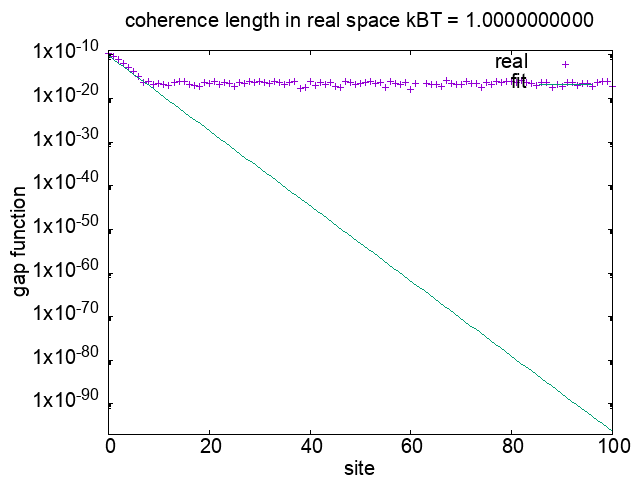 coherence length in real space kBT = 1.0000000000
real
fit
gap function
1x10^-10
1x10^-20
1x10^-30
1x10^-40
1x10^-50
1x10^-60
1x10^-70
1x10^-80
1x10^-90
0 20 40 60 80 100
site